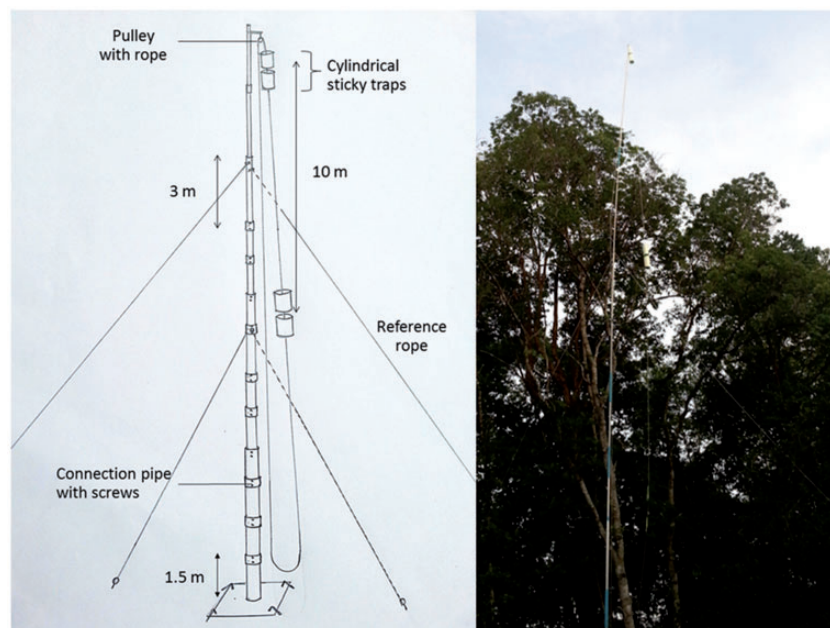 Pulley
with rope
Cylindrical
sticky traps
10 m
3 m
Reference
rope
Connection pipe
with screws
1.5 m